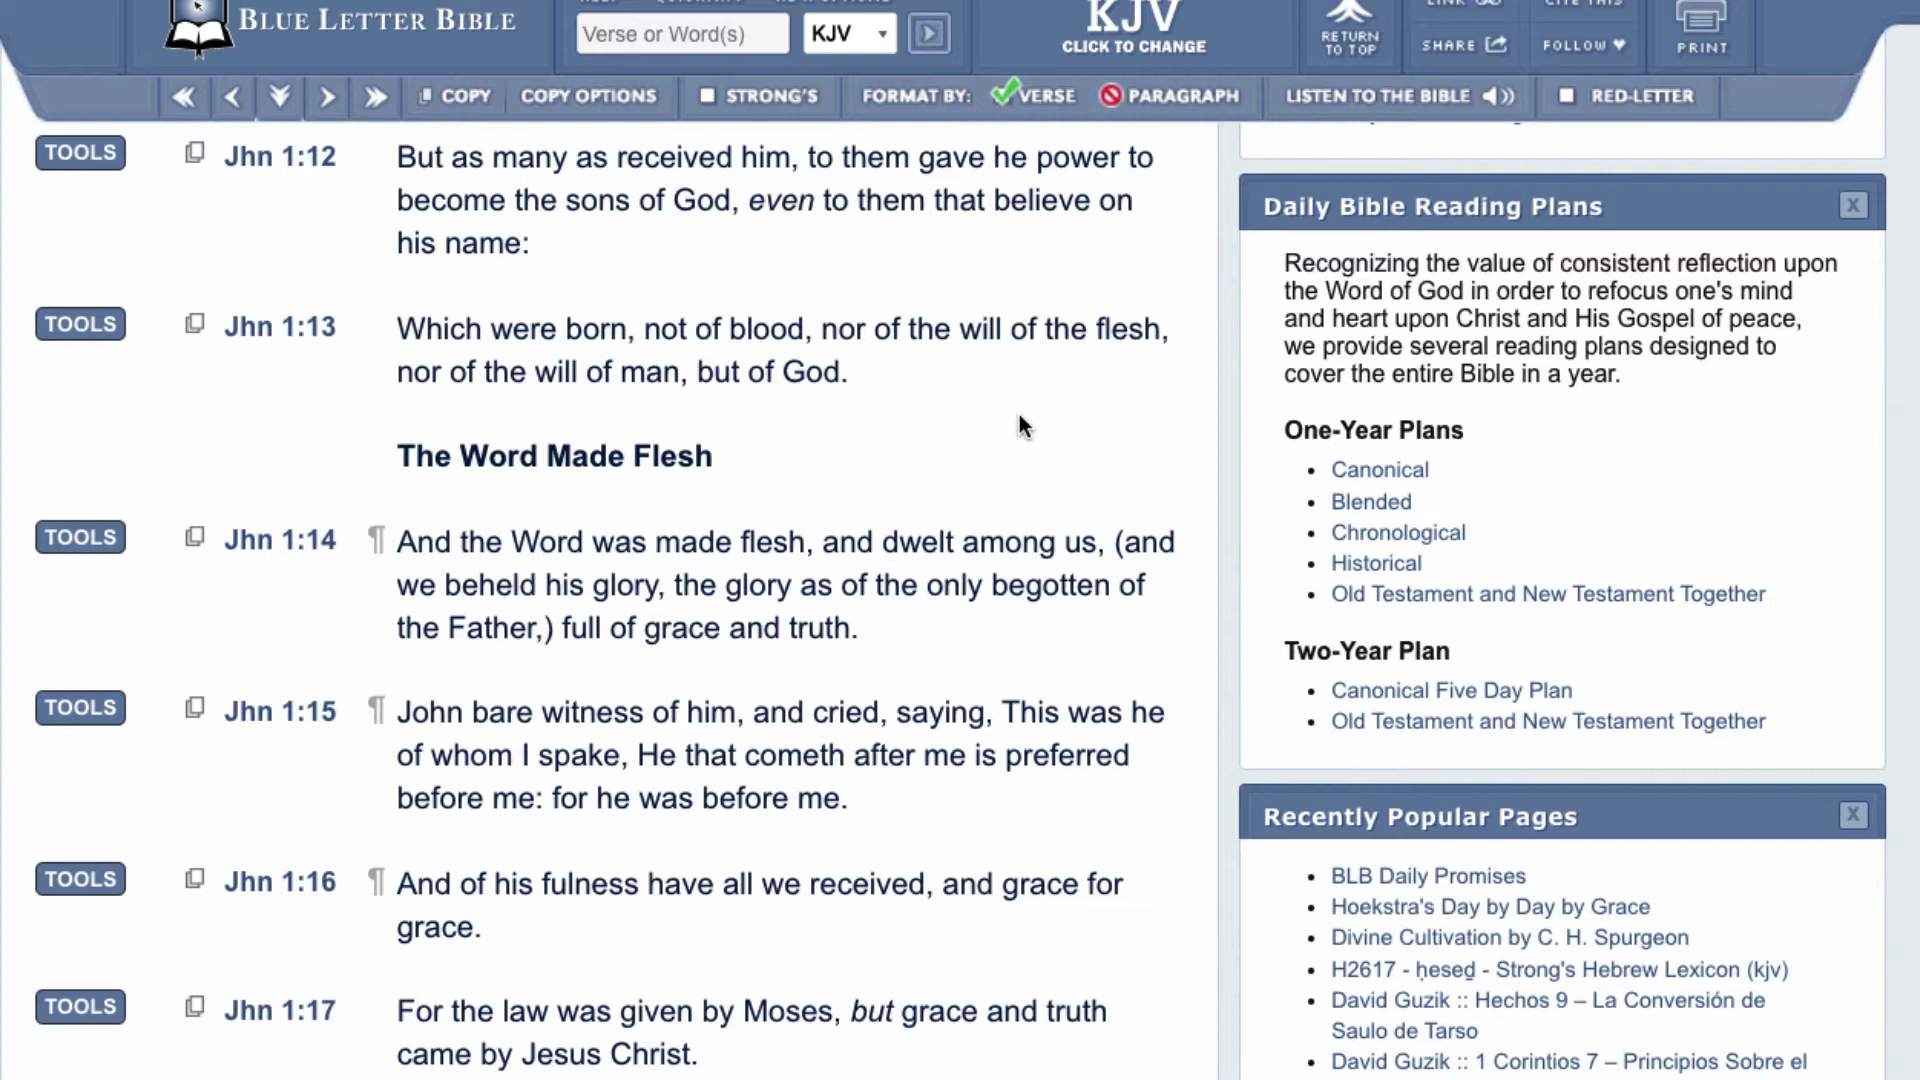 BLUE LETTER BIBLE
Verse or Word(s)
KJV
KJV
CLICK TO CHANGE
RETURN
TO TOP
LINK
CITE THIS
SHARE
FOLLOW
PRINT
COPY
COPY OPTIONS
STRONG'S
FORMAT BY:
VERSE
PARAGRAPH
LISTEN TO THE BIBLE
RED-LETTER
TOOLS
Jhn 1:12
But as many as received him, to them gave he power to
become the sons of God, even to them that believe on
his name:
TOOLS
Jhn 1:13
Which were born, not of blood, nor of the will of the flesh,
nor of the will of man, but of God.
The Word Made Flesh
TOOLS
Jhn 1:14
¶ And the Word was made flesh, and dwelt among us, (and
we beheld his glory, the glory as of the only begotten of
the Father,) full of grace and truth.
TOOLS
Jhn 1:15
¶ John bare witness of him, and cried, saying, This was he
of whom I spake, He that cometh after me is preferred
before me: for he was before me.
TOOLS
Jhn 1:16
¶ And of his fulness have all we received, and grace for
grace.
TOOLS
Jhn 1:17
For the law was given by Moses, but grace and truth
came by Jesus Christ.
Daily Bible Reading Plans
X
Recognizing the value of consistent reflection upon
the Word of God in order to refocus one's mind
and heart upon Christ and His Gospel of peace,
we provide several reading plans designed to
cover the entire Bible in a year.
One-Year Plans
• Canonical
• Blended
• Chronological
• Historical
• Old Testament and New Testament Together
Two-Year Plan
• Canonical Five Day Plan
• Old Testament and New Testament Together
Recently Popular Pages
X
• BLB Daily Promises
• Hoekstra's Day by Day by Grace
• Divine Cultivation by C. H. Spurgeon
• H2617 - ḥeseḏ - Strong's Hebrew Lexicon (kjv)
• David Guzik :: Hechos 9 – La Conversión de
Saulo de Tarso
• David Guzik :: 1 Corintios 7 – Principios Sobre el